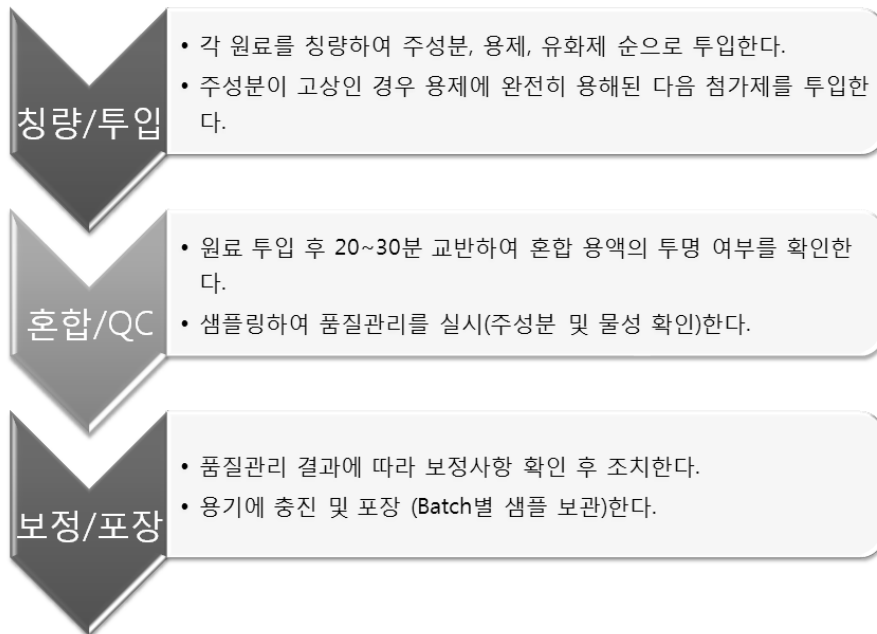 칭량/투입
• 각 원료를 칭량하여 주성분, 용제, 유화제 순으로 투입한다.
• 주성분이 고상인 경우 용제에 완전히 용해된 다음 첨가제를 투입한
다.
혼합/QC
• 원료 투입 후 20~30분 교반하여 혼합 용액의 투명 여부를 확인한
다.
• 샘플링하여 품질관리를 실시(주성분 및 물성 확인)한다.
보정/포장
• 품질관리 결과에 따라 보정사항 확인 후 조치한다.
• 용기에 충진 및 포장 (Batch별 샘플 보관)한다.